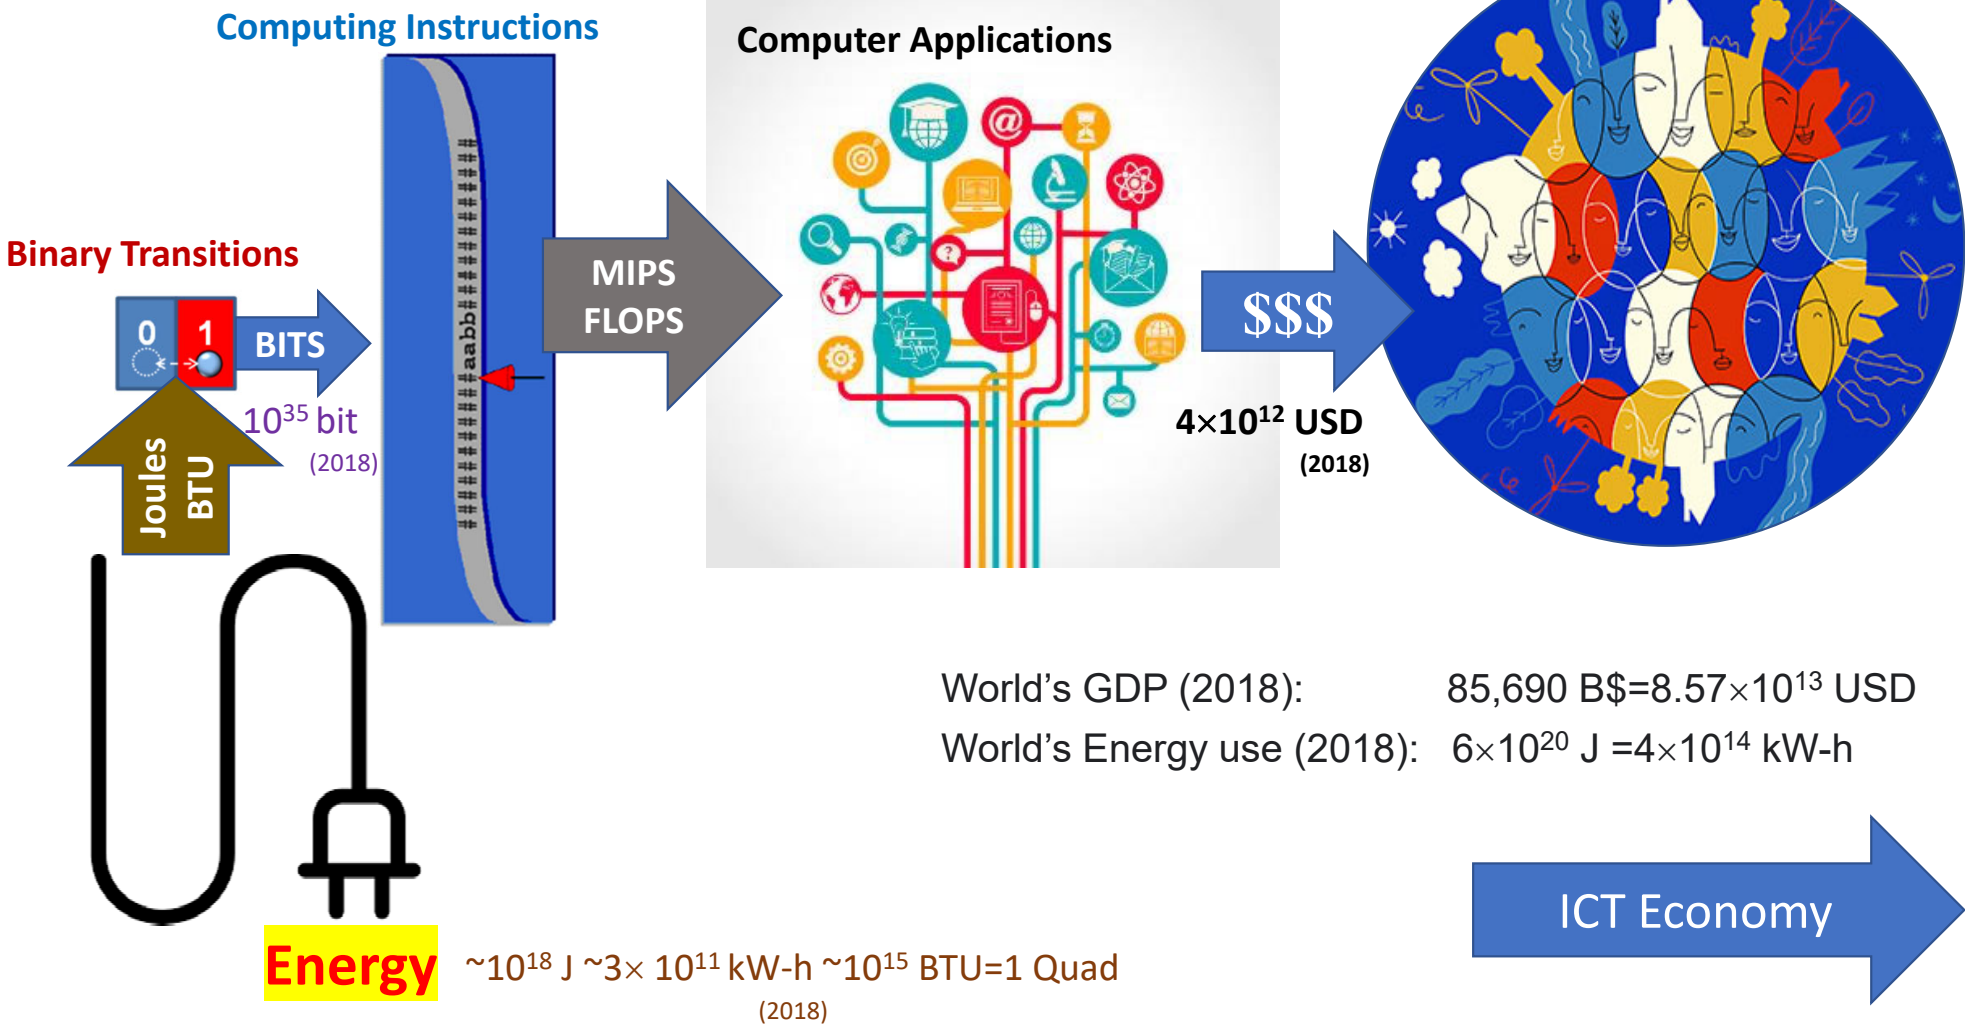 Computing Instructions
Computer Applications
Binary Transitions
0 1
BITS
10³⁵ bit
(2018)
Joules
BTU
##########aabb##########
MIPS
FLOPS
@
?
$$$
4×10¹² USD
(2018)
World's GDP (2018): 85,690 B$=8.57×10¹³ USD
World's Energy use (2018): 6×10²⁰ J =4×10¹⁴ kW-h
ICT Economy
Energy ~10¹⁸ J ~3× 10¹¹ kW-h ~10¹⁵ BTU=1 Quad
(2018)